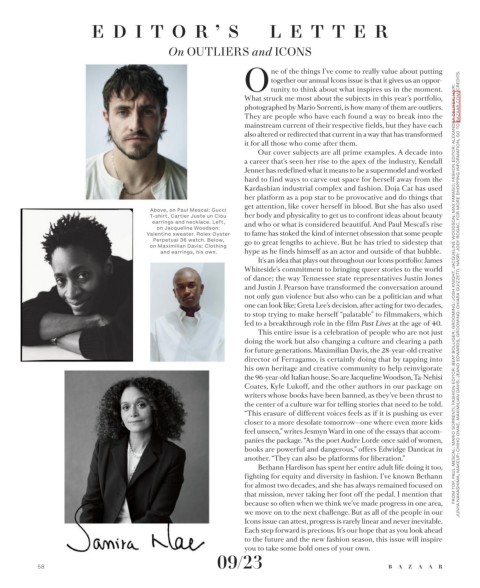 EDITOR'S LETTER
On OUTLIERS and ICONS
Above, on Paul Mescal: Gucci
T-shirt, Cartier Juste un Clou
earrings and necklace. Left,
on Jacqueline Woodson:
Valentino sweater. Rolex Oyster
Perpetual 36 watch. Below,
on Maximilian Davis: Clothing
and earrings, his own.
One of the things I've come to really value about putting
together our annual Icons issue is that it gives us an oppor-
tunity to think about what inspires us in the moment.
What struck me most about the subjects in this year's portfolio,
photographed by Mario Sorrenti, is how many of them are outliers.
They are people who have each found a way to break into the
mainstream current of their respective fields, but they have each
also altered or redirected that current in a way that has transformed
it for all those who come after them.
Our cover subjects are all prime examples. A decade into
a career that's seen her rise to the apex of the industry, Kendall
Jenner has redefined what it means to be a supermodel and worked
hard to find ways to carve out space for herself away from the
Kardashian industrial complex and fashion. Doja Cat has used
her platform as a pop star to be provocative and do things that
get attention, like cover herself in blood. But she has also used
her body and physicality to get us to confront ideas about beauty
and who or what is considered beautiful. And Paul Mescal's rise
to fame has stoked the kind of internet obsession that some people
go to great lengths to achieve. But he has tried to sidestep that
hype as he finds himself as an actor and outside of that bubble.
It's an idea that plays out throughout our Icons portfolio: James
Whiteside's commitment to bringing queer stories to the world
of dance; the way Tennessee state representatives Justin Jones
and Justin J. Pearson have transformed the conversation around
not only gun violence but also who can be a politician and what
one can look like; Greta Lee's decision, after acting for two decades,
to stop trying to make herself "palatable" to filmmakers, which
led to a breakthrough role in the film Past Lives at the age of 40.
This entire issue is a celebration of people who are not just
doing the work but also changing a culture and clearing a path
for future generations. Maximilian Davis, the 28-year-old creative
director of Ferragamo, is certainly doing that by tapping into
his own heritage and creative community to help reinvigorate
the 96-year-old Italian house. So are Jacqueline Woodson, Ta-Nehisi
Coates, Kyle Lukoff, and the other authors in our package on
writers whose books have been banned, as they've been thrust to
the center of a culture war for telling stories that need to be told.
"This erasure of different voices feels as if it is pushing us ever
closer to a more desolate tomorrow—one where even more kids
feel unseen," writes Jesmyn Ward in one of the essays that accom-
panies the package. "As the poet Audre Lorde once said of women,
books are powerful and dangerous," offers Edwidge Danticat in
another. "They can also be platforms for liberation."
Bethann Hardison has spent her entire adult life doing it too,
fighting for equity and diversity in fashion. I've known Bethann
for almost two decades, and she has always remained focused on
that mission, never taking her foot off the pedal. I mention that
because so often when we think we've made progress in one area,
we move on to the next challenge. But as all of the people in our
Icons issue can attest, progress is rarely linear and never inevitable.
Each step forward is precious. It's our hope that as you look ahead
to the future and the new fashion season, this issue will inspire
you to take some bold ones of your own.
58
09/23
BAZAAR